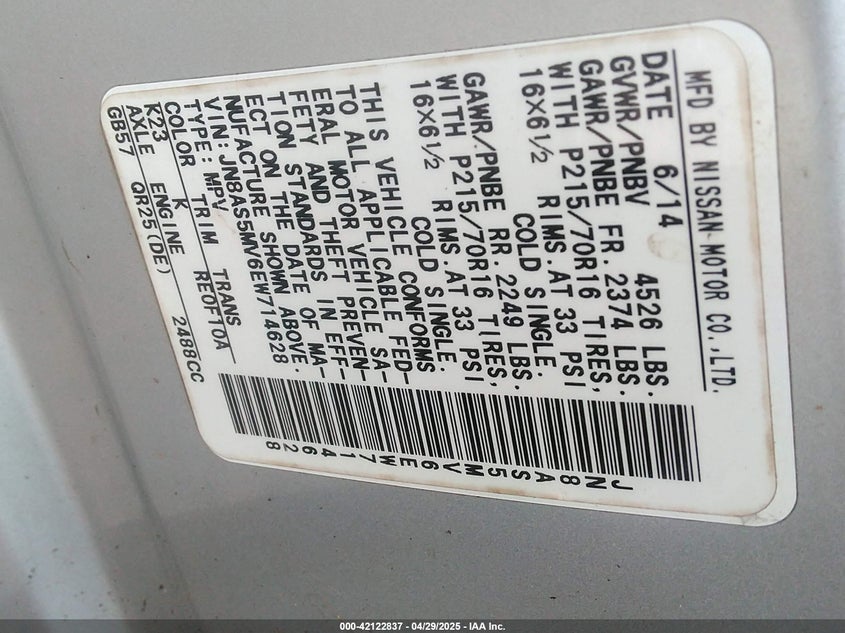 MFD BY NISSAN MOTOR CO.,LTD.
DATE 6/14
GVWR/PNBV 4526 LBS.
GAWR/PNBE FR. 2374 LBS.
WITH P215/70R16 TIRES,
16X6½ RIMS.AT 33 PSI
COLD SINGLE.
GAWR/PNBE RR. 2249 LBS.
WITH P215/70R16 TIRES,
16X6½ RIMS.AT 33 PSI
COLD SINGLE.
THIS VEHICLE CONFORMS
TO ALL APPLICABLE FED-
ERAL MOTOR VEHICLE SA-
FETY AND THEFT PREVEN-
TION STANDARDS IN EFF-
ECT ON THE DATE OF MA-
NUFACTURE SHOWN ABOVE.
VIN: JN8AS5MV6EW714628
TYPE: MPV
COLOR TRIM TRANS
K23 K RE0F10A
AXLE ENGINE
GB57 QR25(DE) 2488CC
JN8AS5MV6EW714628
000-42122837 - 04/29/2025 - IAA Inc.